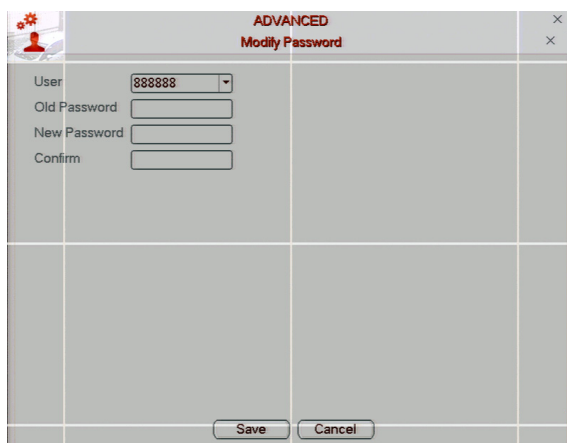 ADVANCED
Modify Password
User 888888
Old Password
New Password
Confirm
Save Cancel